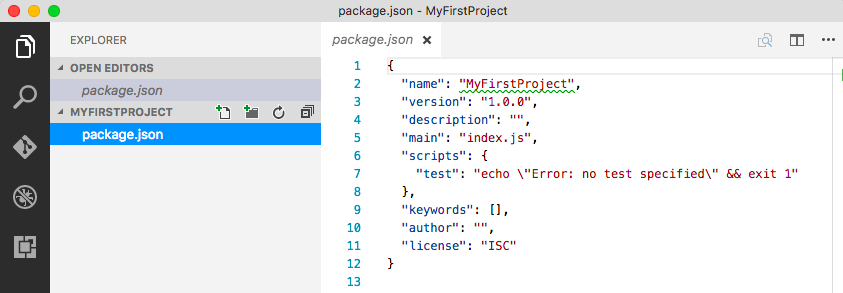 package.json - MyFirstProject
EXPLORER
OPEN EDITORS
package.json
MYFIRSTPROJECT
package.json
package.json
1 {
2   "name": "MyFirstProject",
3   "version": "1.0.0",
4   "description": "",
5   "main": "index.js",
6   "scripts": {
7     "test": "echo \"Error: no test specified\" && exit 1"
8   },
9   "keywords": [],
10   "author": "",
11   "license": "ISC"
12 }
13